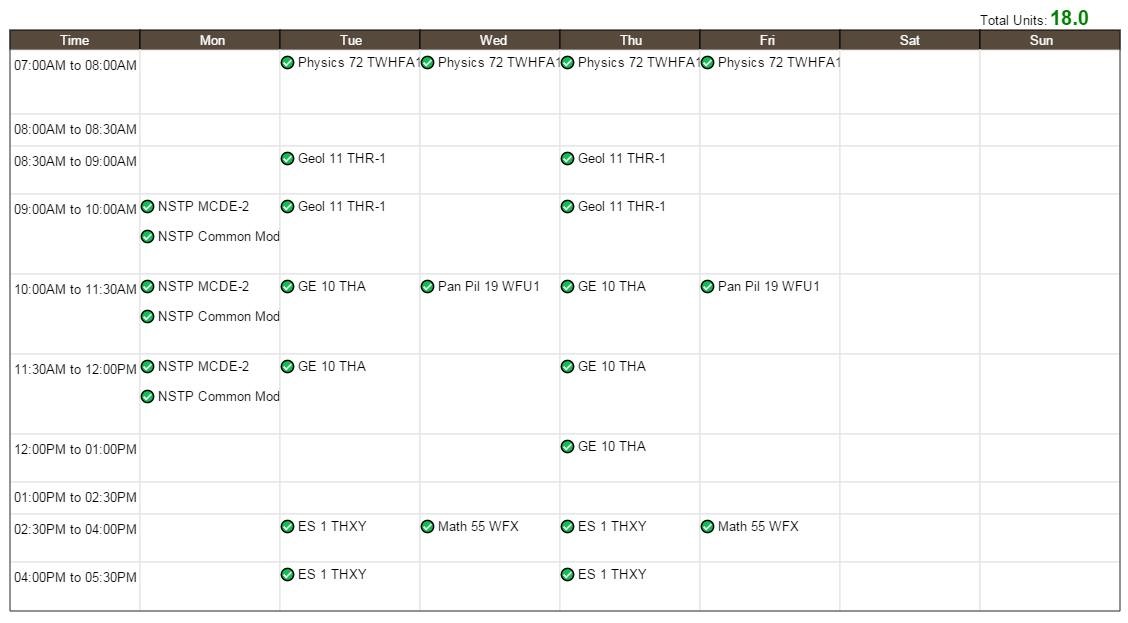 Total Units: 18.0
Time Mon Tue Wed Thu Fri Sat Sun
07:00AM to 08:00AM Physics 72 TWHFA1 Physics 72 TWHFA1 Physics 72 TWHFA1 Physics 72 TWHFA1
08:00AM to 08:30AM
08:30AM to 09:00AM Geol 11 THR-1 Geol 11 THR-1
09:00AM to 10:00AM NSTP MCDE-2 Geol 11 THR-1 Geol 11 THR-1
NSTP Common Mod
10:00AM to 11:30AM NSTP MCDE-2 GE 10 THA Pan Pil 19 WFU1 GE 10 THA Pan Pil 19 WFU1
NSTP Common Mod
11:30AM to 12:00PM NSTP MCDE-2 GE 10 THA GE 10 THA
NSTP Common Mod
12:00PM to 01:00PM GE 10 THA
01:00PM to 02:30PM
02:30PM to 04:00PM ES 1 THXY Math 55 WFX ES 1 THXY Math 55 WFX
04:00PM to 05:30PM ES 1 THXY ES 1 THXY